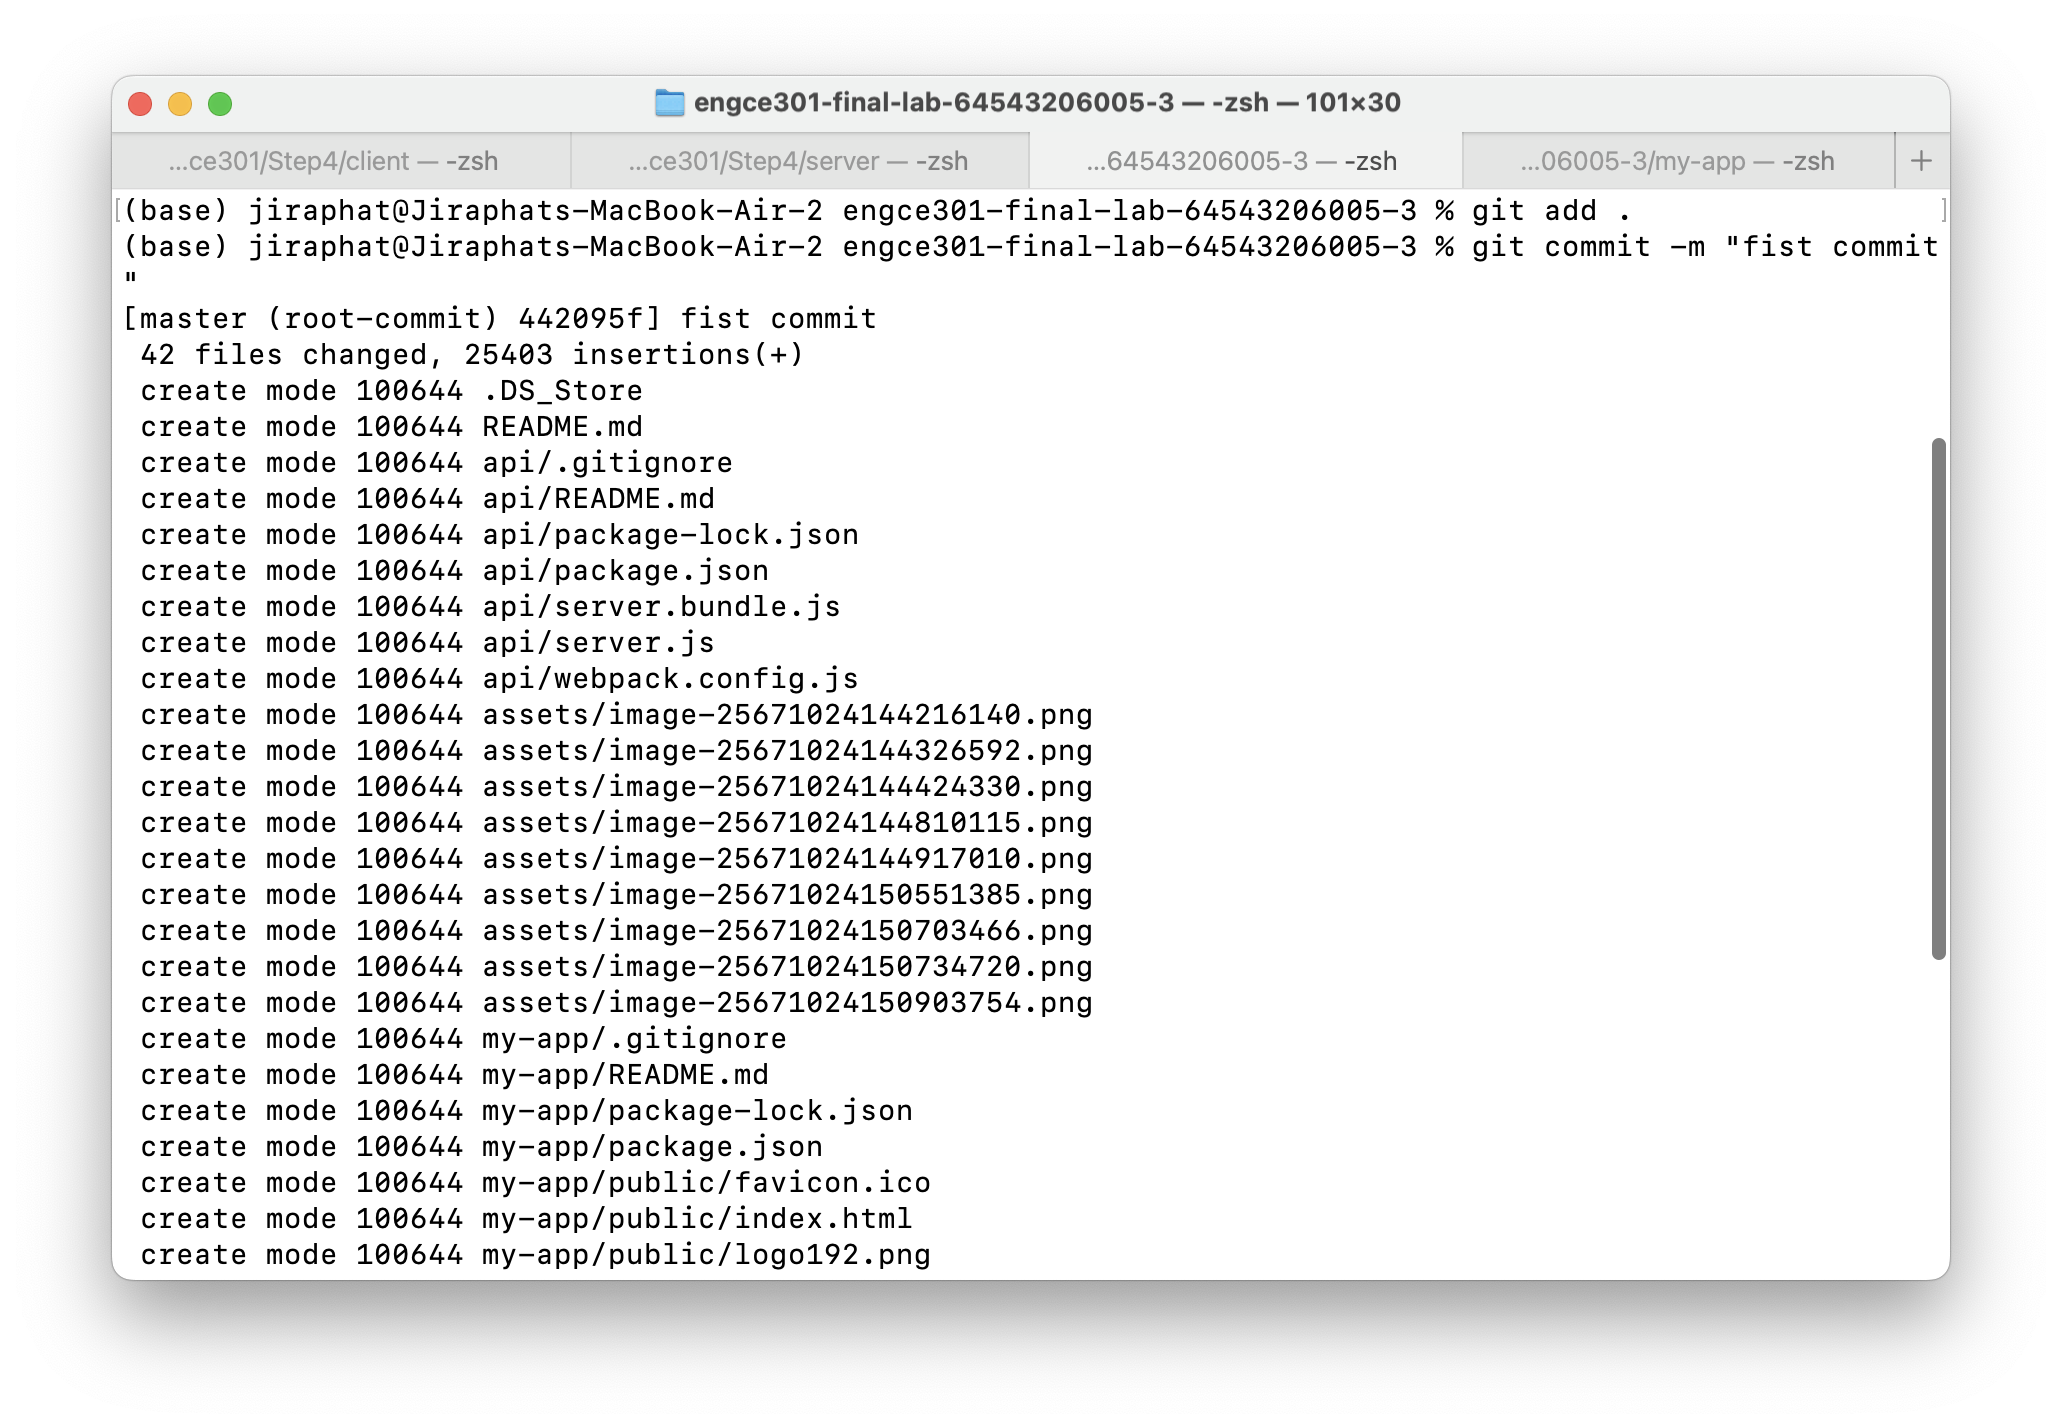 engce301-final-lab-64543206005-3 — -zsh — 101×30
...ce301/Step4/client — -zsh ...ce301/Step4/server — -zsh ...64543206005-3 — -zsh ...06005-3/my-app — -zsh +
[(base) jiraphat@Jiraphats-MacBook-Air-2 engce301-final-lab-64543206005-3 % git add . ]
(base) jiraphat@Jiraphats-MacBook-Air-2 engce301-final-lab-64543206005-3 % git commit -m "fist commit
"
[master (root-commit) 442095f] fist commit
 42 files changed, 25403 insertions(+)
 create mode 100644 .DS_Store
 create mode 100644 README.md
 create mode 100644 api/.gitignore
 create mode 100644 api/README.md
 create mode 100644 api/package-lock.json
 create mode 100644 api/package.json
 create mode 100644 api/server.bundle.js
 create mode 100644 api/server.js
 create mode 100644 api/webpack.config.js
 create mode 100644 assets/image-25671024144216140.png
 create mode 100644 assets/image-25671024144326592.png
 create mode 100644 assets/image-25671024144424330.png
 create mode 100644 assets/image-25671024144810115.png
 create mode 100644 assets/image-25671024144917010.png
 create mode 100644 assets/image-25671024150551385.png
 create mode 100644 assets/image-25671024150703466.png
 create mode 100644 assets/image-25671024150734720.png
 create mode 100644 assets/image-25671024150903754.png
 create mode 100644 my-app/.gitignore
 create mode 100644 my-app/README.md
 create mode 100644 my-app/package-lock.json
 create mode 100644 my-app/package.json
 create mode 100644 my-app/public/favicon.ico
 create mode 100644 my-app/public/index.html
 create mode 100644 my-app/public/logo192.png